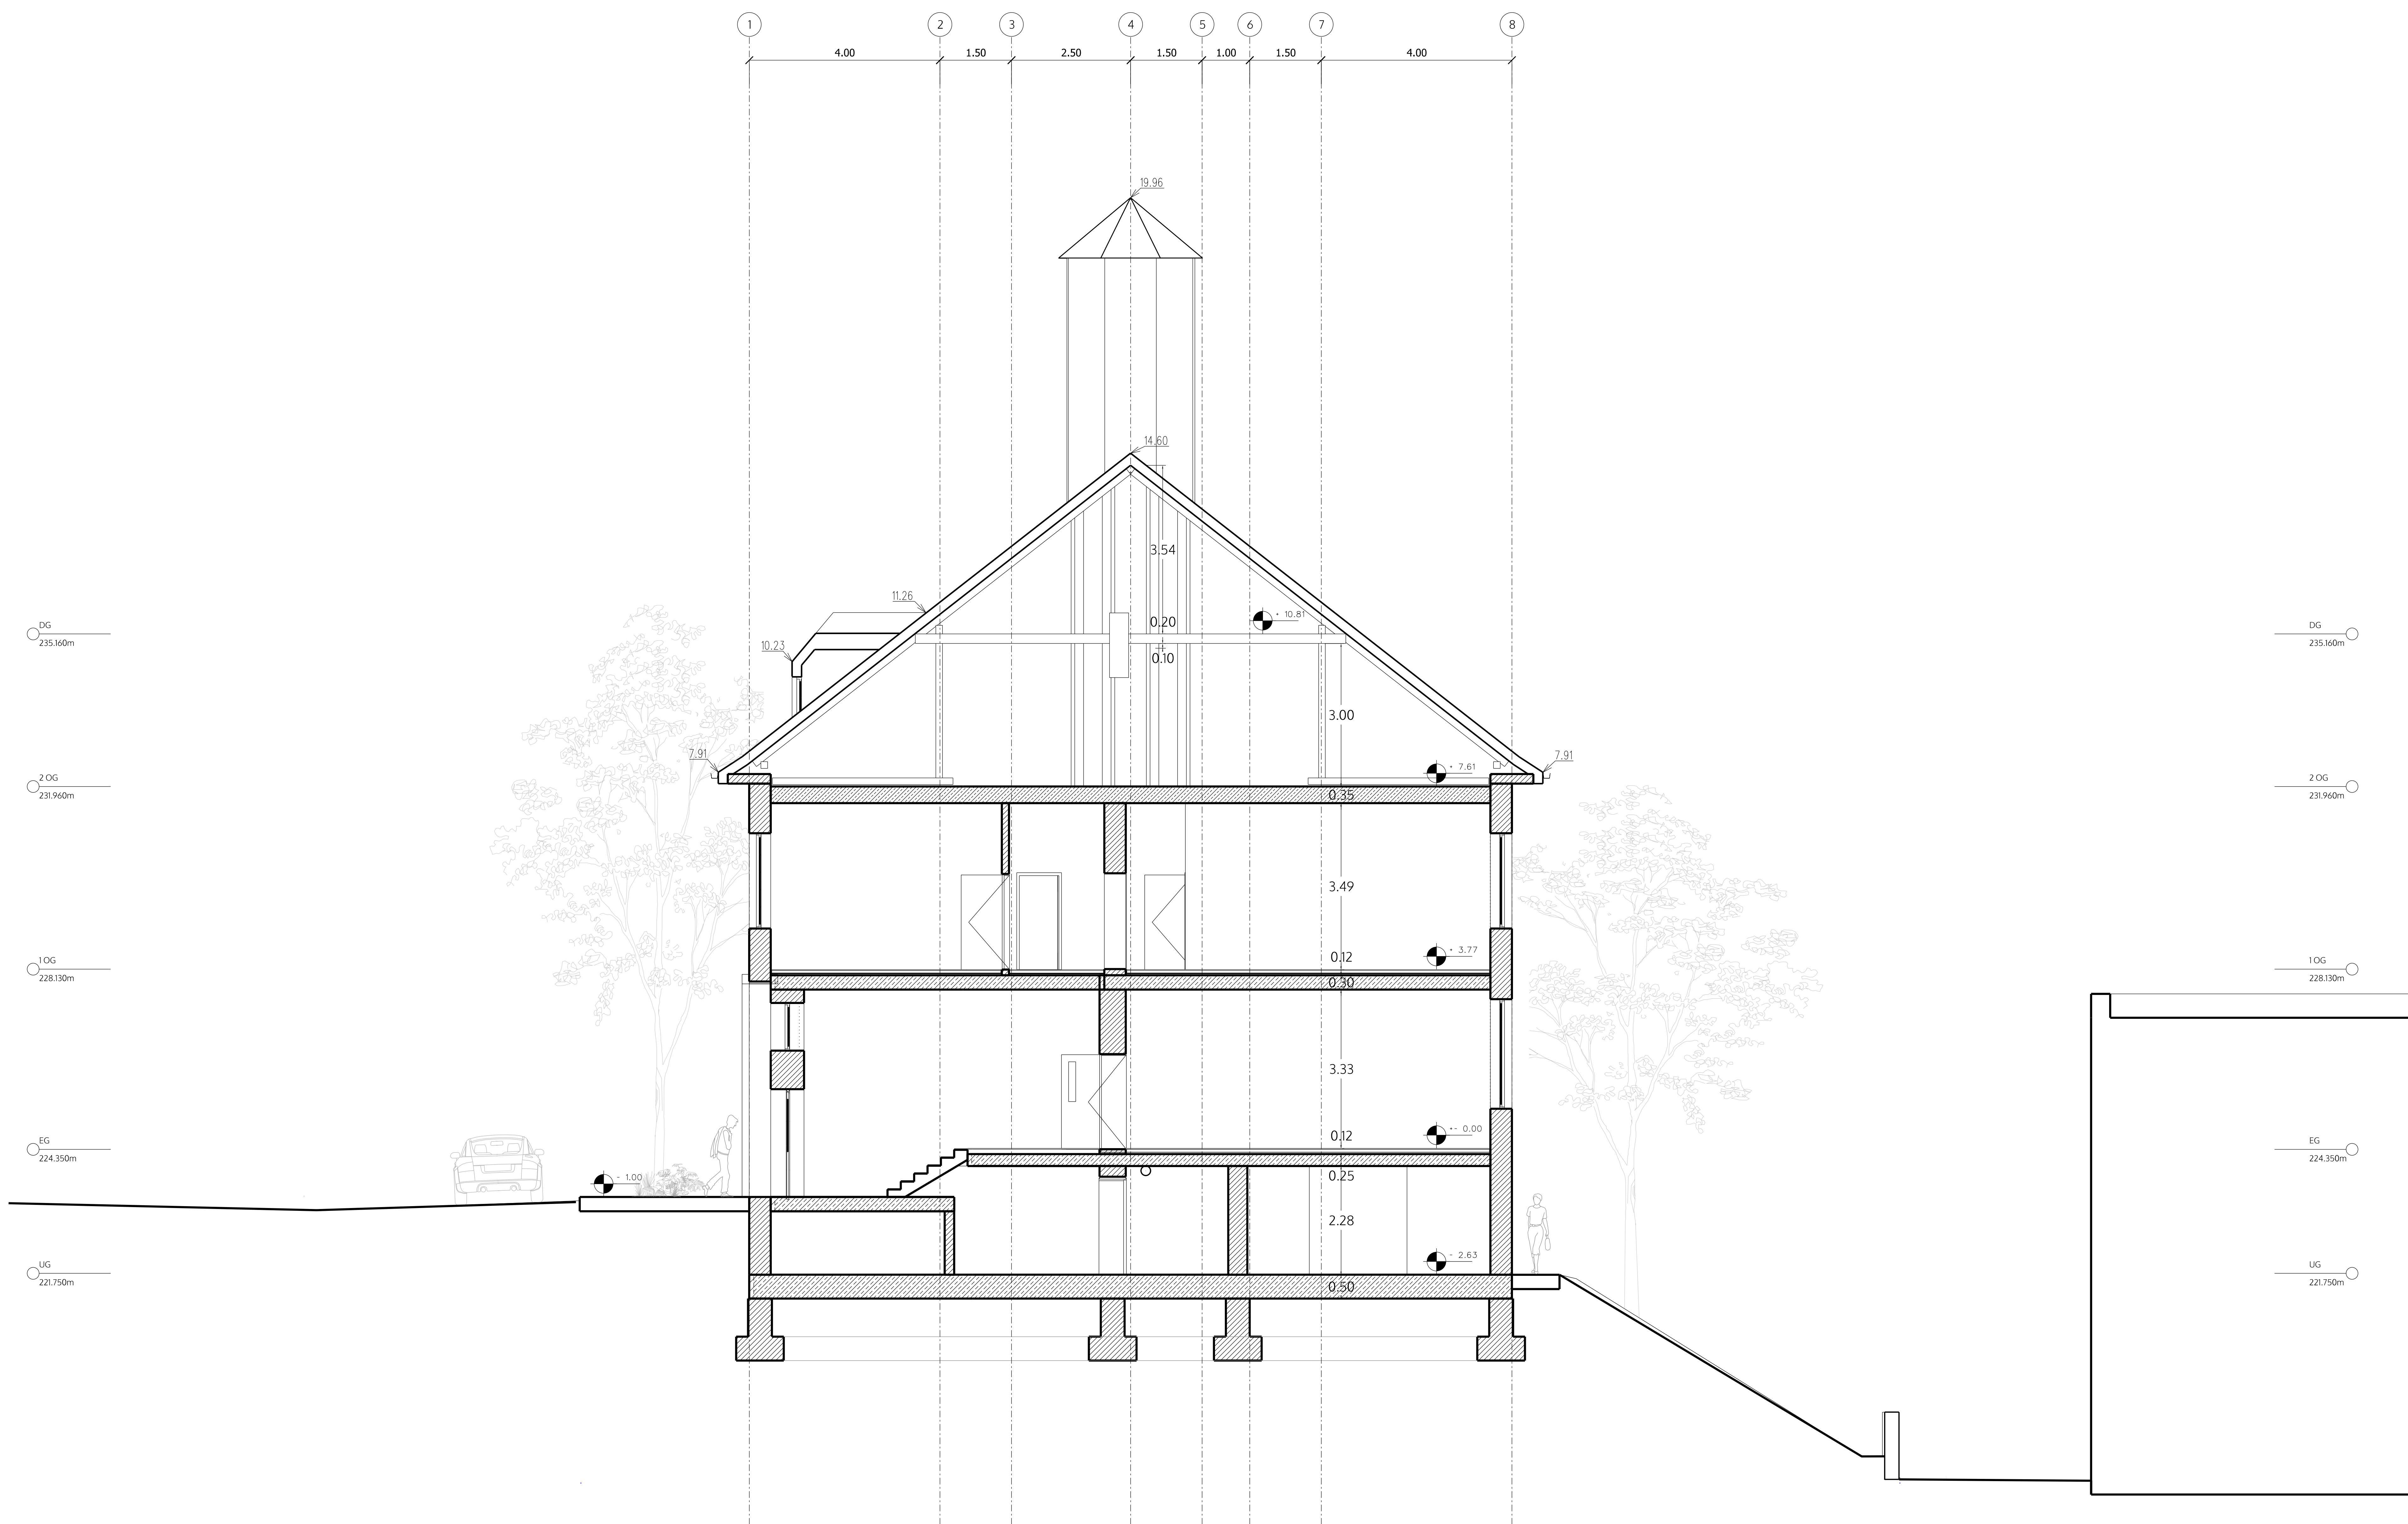 1 2 3 4 5 6 7 8
4.00 1.50 2.50 1.50 1.00 1.50 4.00
19.96
14.60
3.54
11.26
+ 10.81
0.20
DG DG
235.160m 235.160m
10.23
0.10
3.00
7.91 7.91
+ 7.61
2 OG 2 OG
231.960m 231.960m
0.35
3.49
+ 3.77
0.12
1 OG 1 OG
228.130m 228.130m
0.30
3.33
+- 0.00
0.12
EG EG
224.350m 224.350m
- 1.00
0.25
2.28
- 2.63
UG UG
221.750m 221.750m
0.50